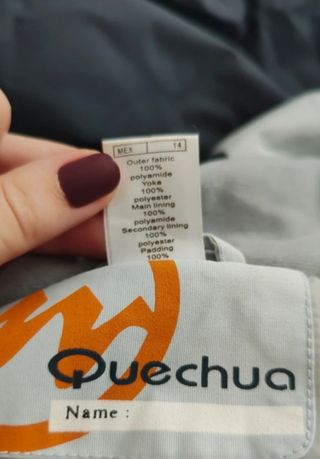 MEX 14
Outer fabric
100%
polyamide
Yoke
100%
polyester
Main lining
100%
polyamide
Secondary lining
100%
polyester
Padding
100%
Quechua
Name :